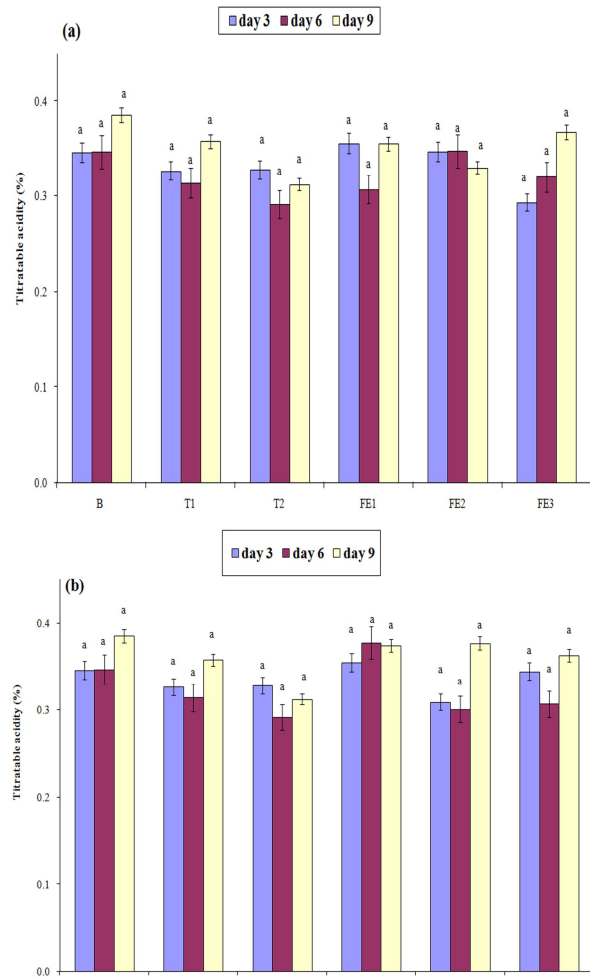 day 3 day 6 day 9
(a)
Titratable acidity (%)
0.4
0.3
0.2
0.1
0.0
a a a a a a a a a a a a a a a a a a
B T1 T2 FE1 FE2 FE3
day 3 day 6 day 9
(b)
Titratable acidity (%)
0.4
0.3
0.2
0.1
0.0
a a a a a a a a a a a a a a a a a a